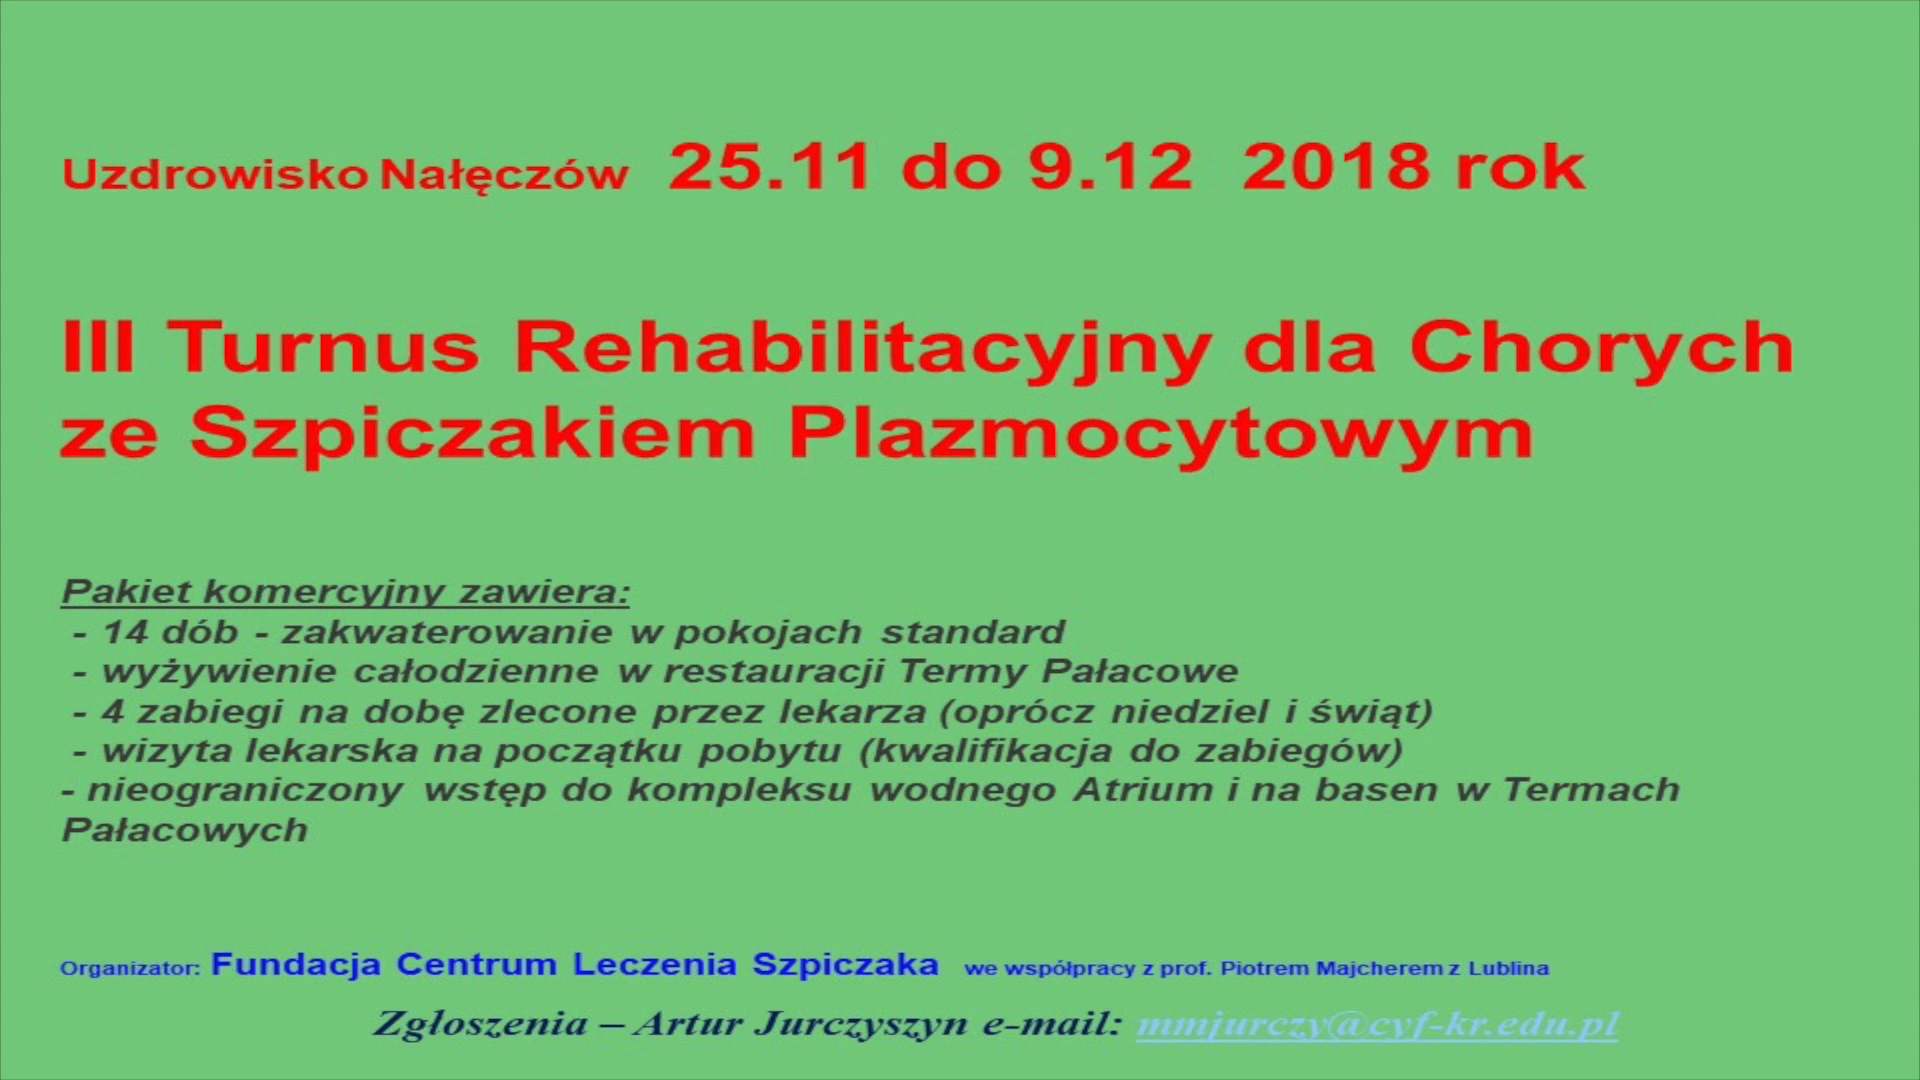 Uzdrowisko Nałęczów 25.11 do 9.12 2018 rok
III Turnus Rehabilitacyjny dla Chorych
ze Szpiczakiem Plazmocytowym
Pakiet komercyjny zawiera:
- 14 dób - zakwaterowanie w pokojach standard
- wyżywienie całodzienne w restauracji Termy Pałacowe
- 4 zabiegi na dobę zlecone przez lekarza (oprócz niedziel i świąt)
- wizyta lekarska na początku pobytu (kwalifikacja do zabiegów)
- nieograniczony wstęp do kompleksu wodnego Atrium i na basen w Termach
Pałacowych
Organizator: Fundacja Centrum Leczenia Szpiczaka we współpracy z prof. Piotrem Majcherem z Lublina
Zgłoszenia – Artur Jurczyszyn e-mail: mmjurczy@cyf-kr.edu.pl